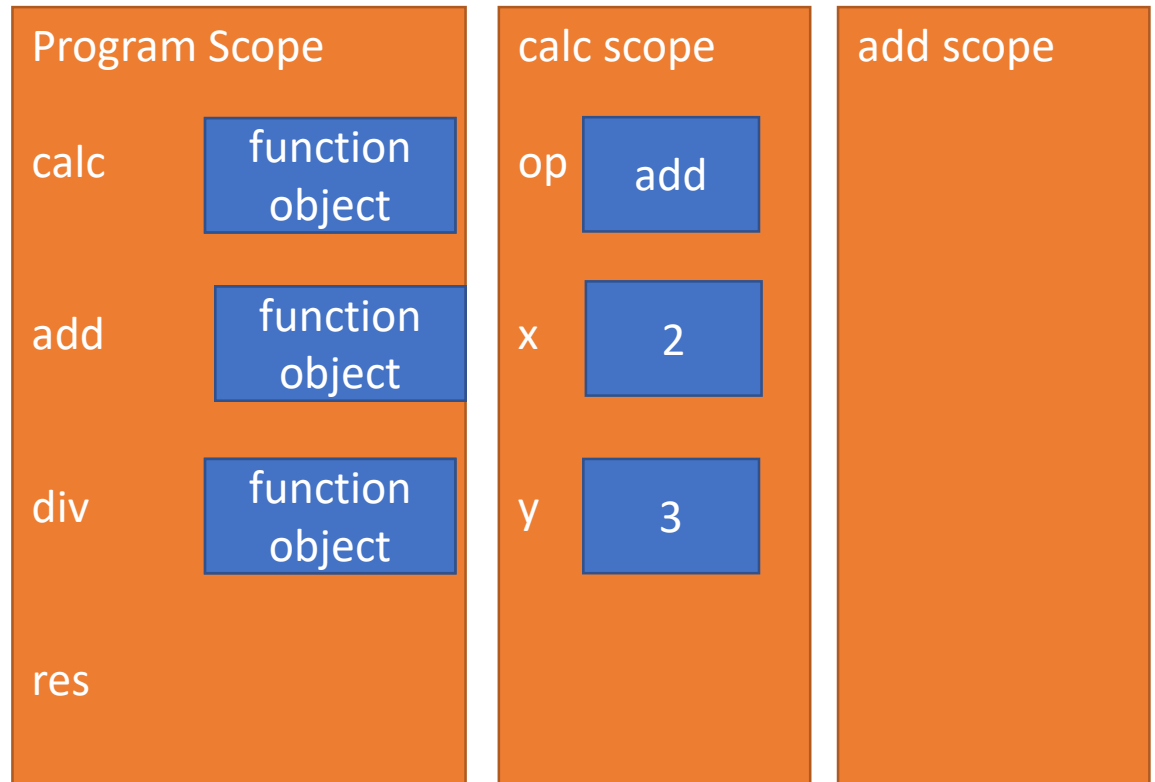 Program Scope
calc
function
object
add
function
object
div
function
object
res
calc scope
op
add
x
2
y
3
add scope